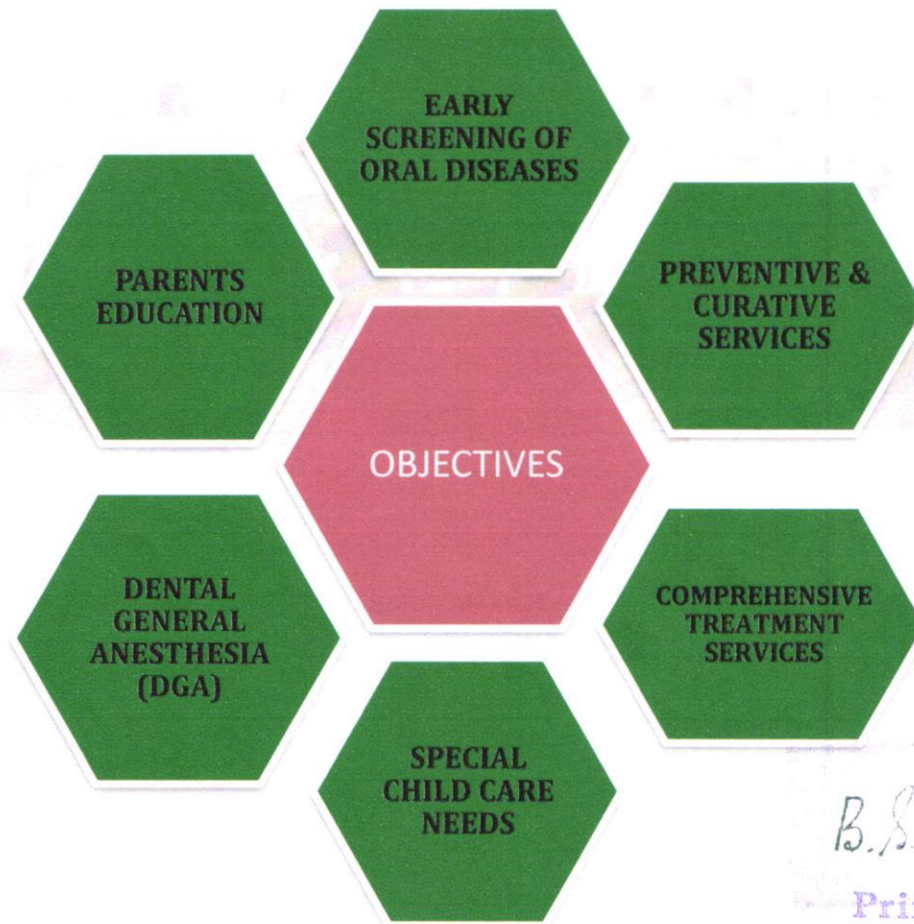 EARLY
SCREENING OF
ORAL DISEASES
PREVENTIVE &
CURATIVE
SERVICES
COMPREHENSIVE
TREATMENT
SERVICES
SPECIAL
CHILD CARE
NEEDS
DENTAL
GENERAL
ANESTHESIA
(DGA)
PARENTS
EDUCATION
OBJECTIVES
B.S